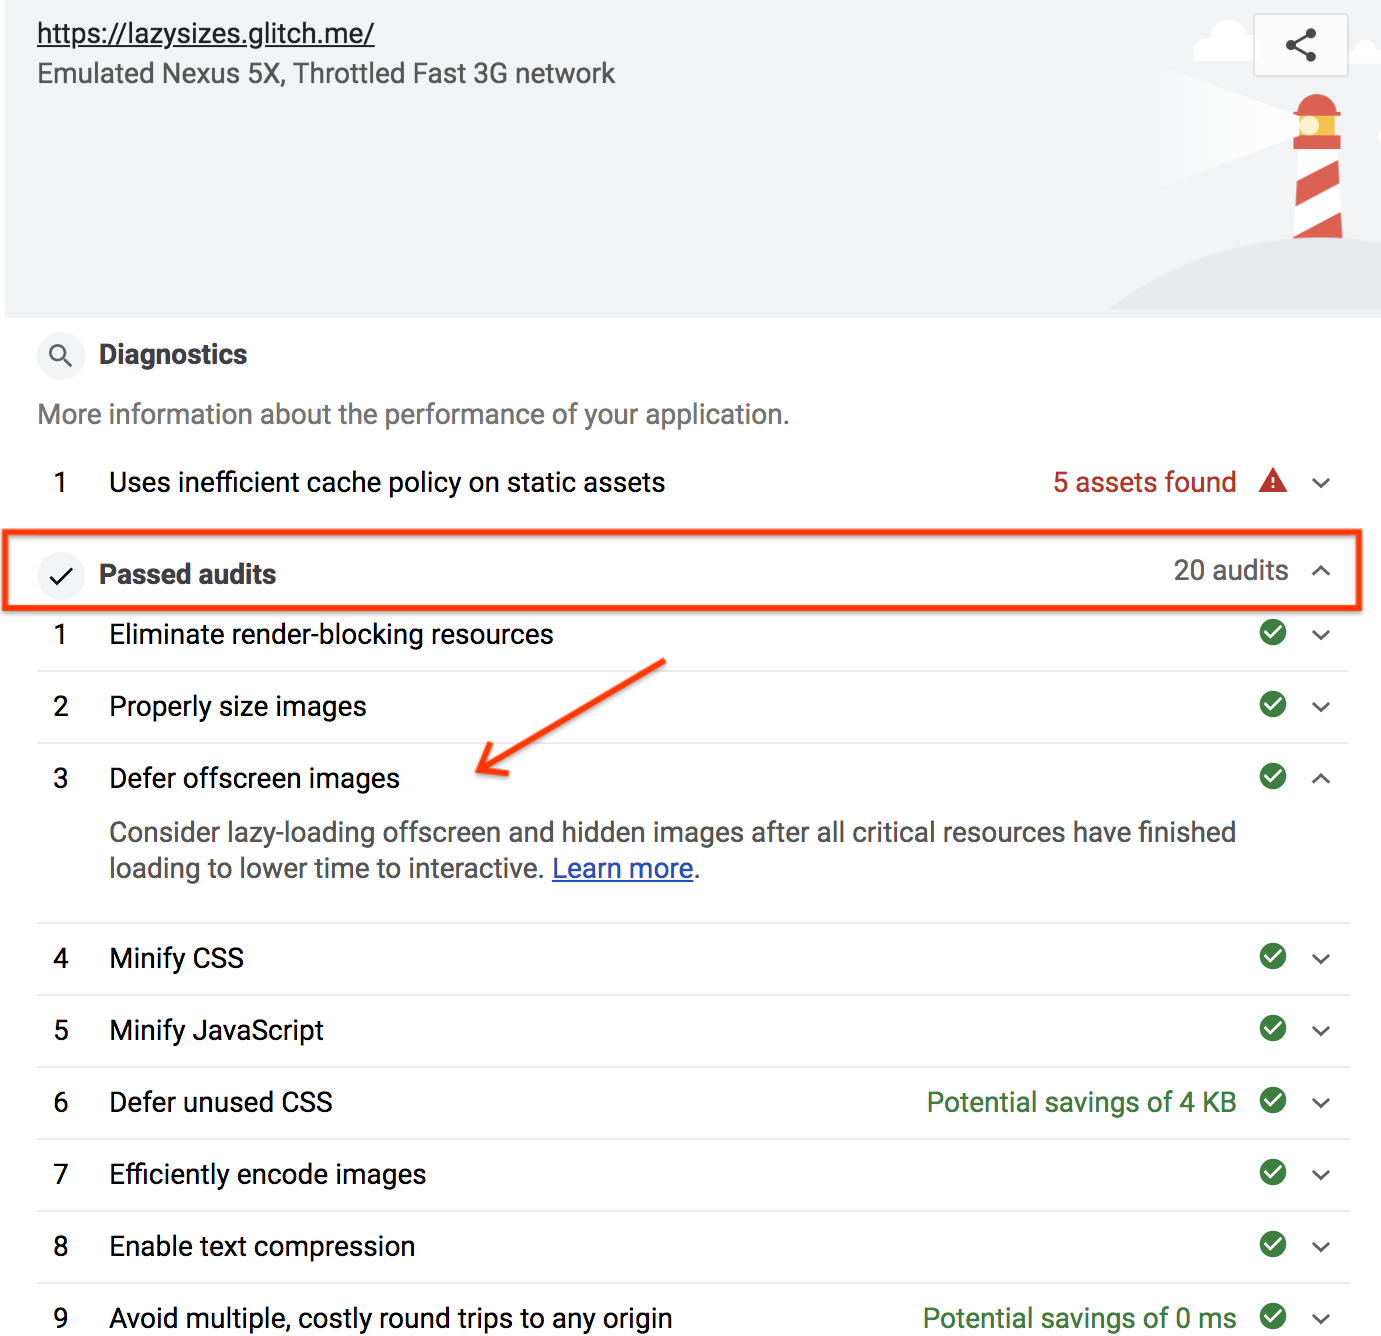 https://lazysizes.glitch.me/
Emulated Nexus 5X, Throttled Fast 3G network
Diagnostics
More information about the performance of your application.
1 Uses inefficient cache policy on static assets 5 assets found
Passed audits 20 audits
1 Eliminate render-blocking resources
2 Properly size images
3 Defer offscreen images
Consider lazy-loading offscreen and hidden images after all critical resources have finished
loading to lower time to interactive. Learn more.
4 Minify CSS
5 Minify JavaScript
6 Defer unused CSS Potential savings of 4 KB
7 Efficiently encode images
8 Enable text compression
9 Avoid multiple, costly round trips to any origin Potential savings of 0 ms